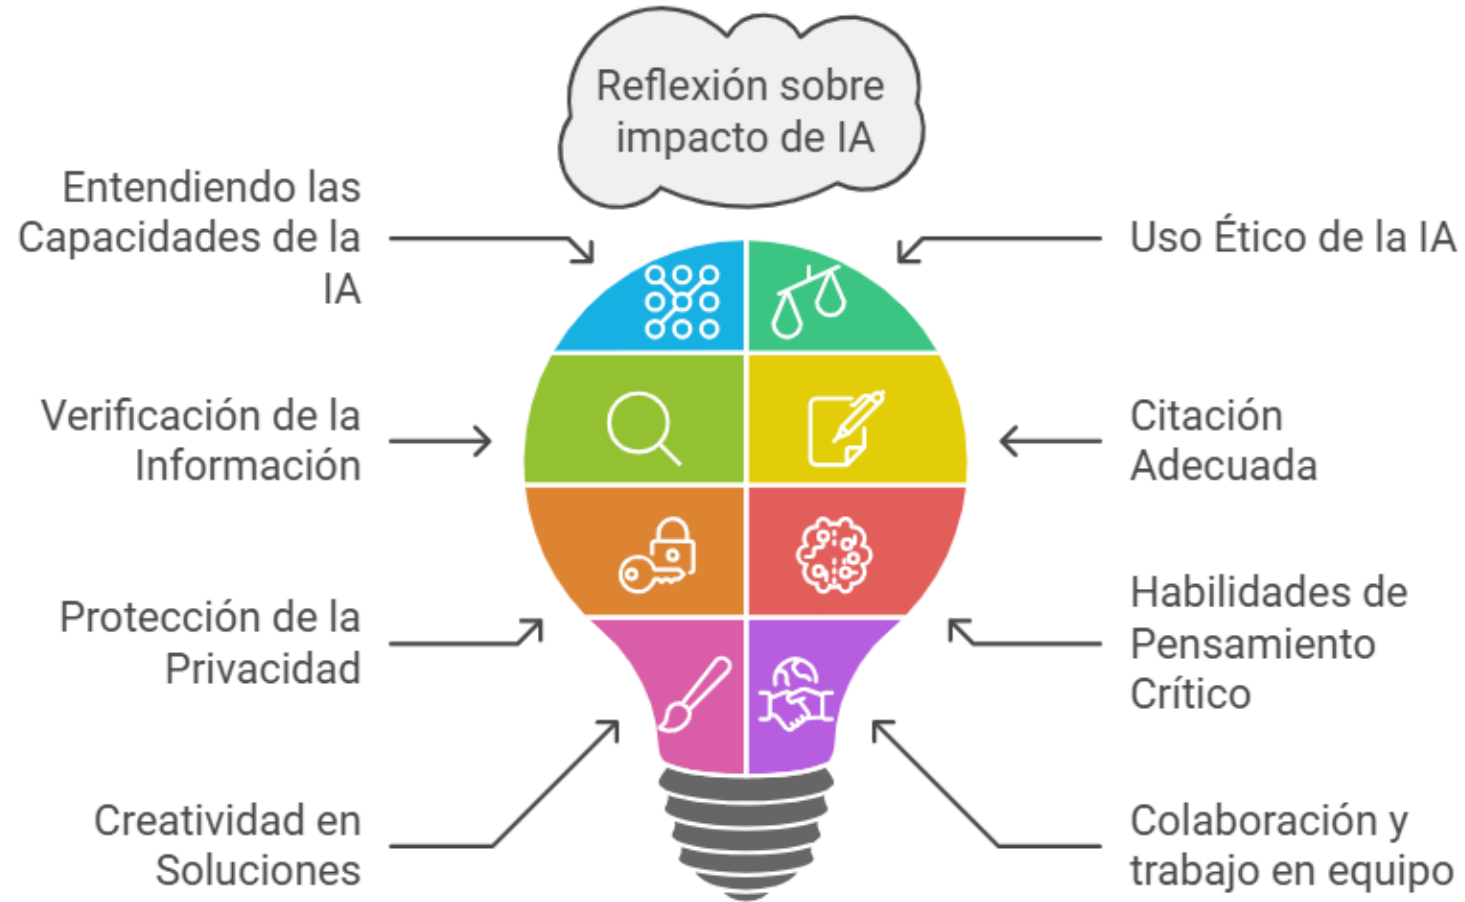 Reflexión sobre
impacto de IA
Entendiendo las
Capacidades de la
IA
Uso Ético de la IA
Verificación de la
Información
Citación
Adecuada
Protección de la
Privacidad
Habilidades de
Pensamiento
Crítico
Creatividad en
Soluciones
Colaboración y
trabajo en equipo